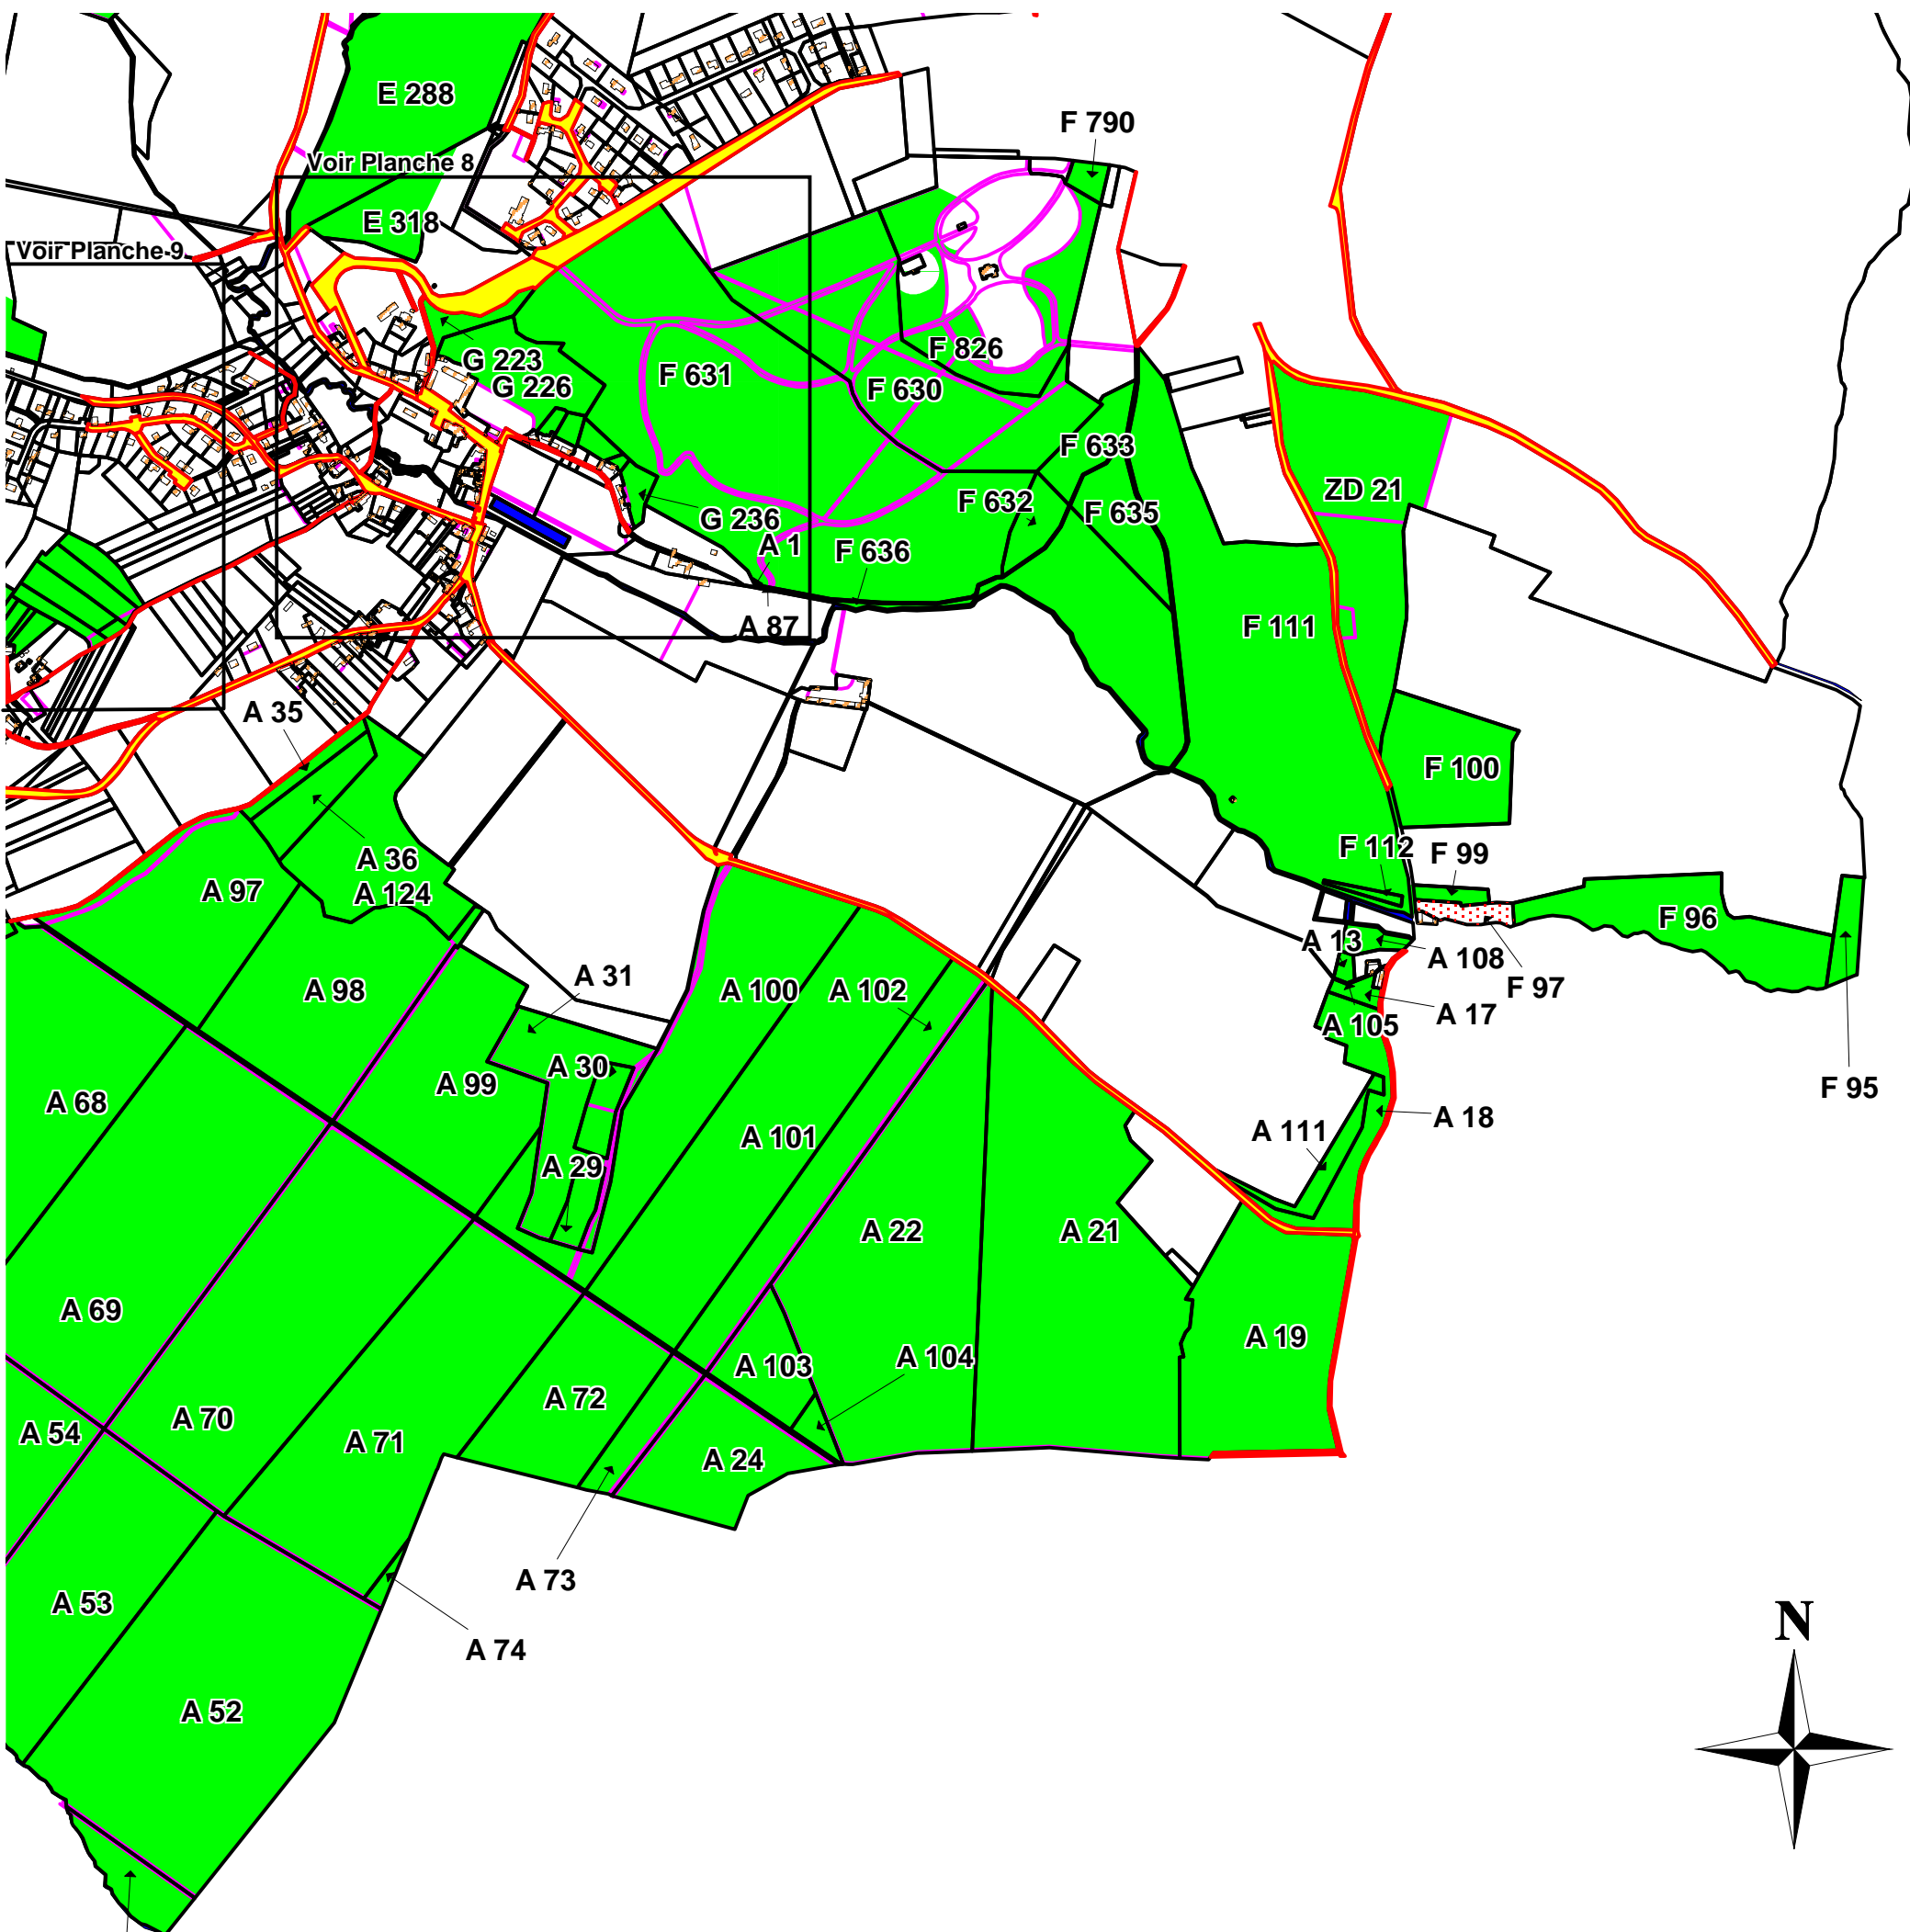 E 288
F 790
Voir Planche 8
E 318
Voir Planche 9
G 223
G 226
F 631
F 826
F 630
F 633
ZD 21
F 632
F 635
G 236
A 1
F 636
A 87
F 111
A 35
F 100
A 36
A 97
A 124
F 112
F 99
F 96
A 13
A 108
F 97
A 31
A 98
A 100
A 102
A 17
A 105
A 30
A 99
A 68
F 95
A 18
A 111
A 101
A 29
A 22
A 21
A 69
A 19
A 103
A 104
A 72
A 70
A 54
A 71
A 24
A 73
A 53
A 74
N
A 52